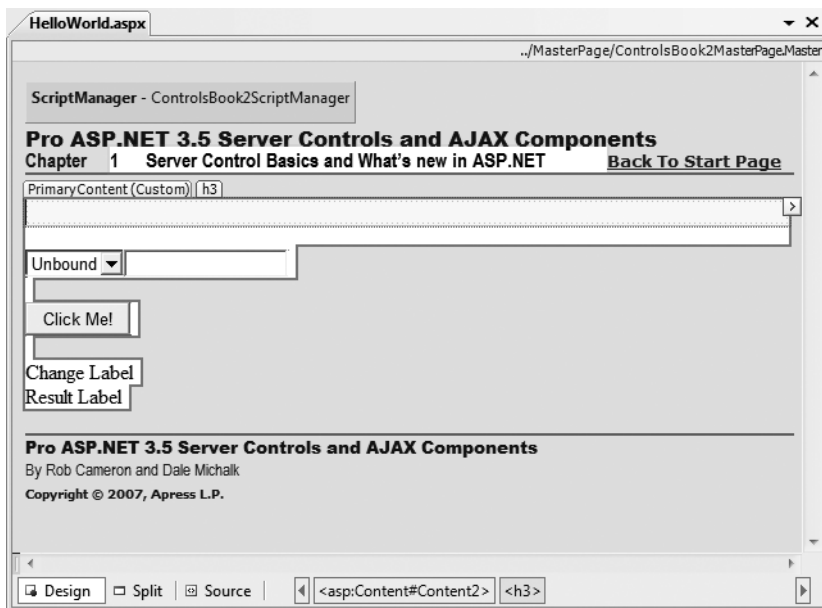 HelloWorld.aspx
../MasterPage/ControlsBook2MasterPage.Master
ScriptManager - ControlsBook2ScriptManager
Pro ASP.NET 3.5 Server Controls and AJAX Components
Chapter 1 Server Control Basics and What's new in ASP.NET Back To Start Page
PrimaryContent (Custom) h3
Unbound
Click Me!
Change Label
Result Label
Pro ASP.NET 3.5 Server Controls and AJAX Components
By Rob Cameron and Dale Michalk
Copyright © 2007, Apress L.P.
Design Split Source <asp:Content#Content2> <h3>